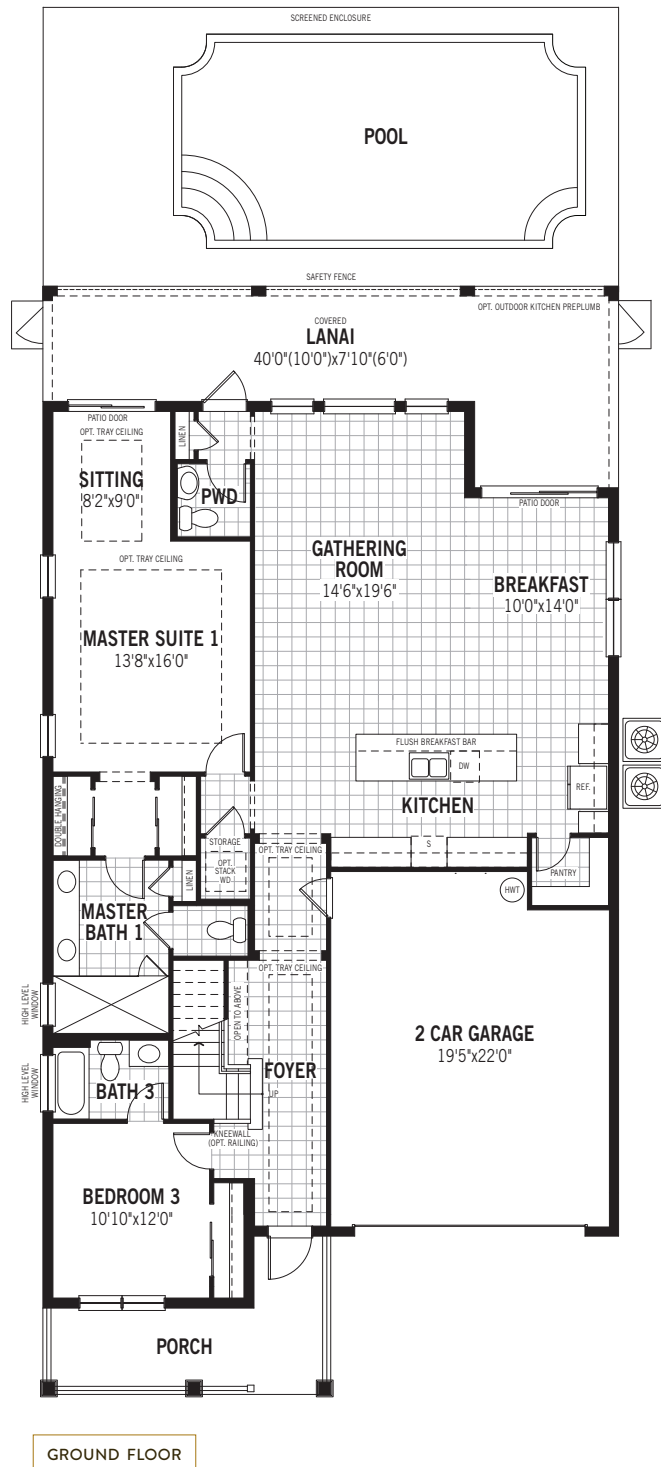 SCREENED ENCLOSURE
POOL
SAFETY FENCE
OPT. OUTDOOR KITCHEN PREPLUMB
COVERED
LANAI
40'0"(10'0")x7'10"(6'0")
PATIO DOOR
OPT. TRAY CEILING
SITTING
8'2"x9'0"
LINEN
PWD
PATIO DOOR
GATHERING
ROOM
14'6"x19'6"
BREAKFAST
10'0"x14'0"
OPT. TRAY CEILING
MASTER SUITE 1
13'8"x16'0"
FLUSH BREAKFAST BAR
DW
REF.
KITCHEN
DOUBLE HANGING
STORAGE
OPT.
STACK
WD
OPT. TRAY CEILING
S
PANTRY
LINEN
HWT
MASTER
BATH 1
OPT. TRAY CEILING
HIGH LEVEL
WINDOW
OPEN TO ABOVE
2 CAR GARAGE
19'5"x22'0"
HIGH LEVEL
WINDOW
BATH 3
FOYER
UP
KNEEWALL
(OPT. RAILING)
BEDROOM 3
10'10"x12'0"
PORCH
GROUND FLOOR